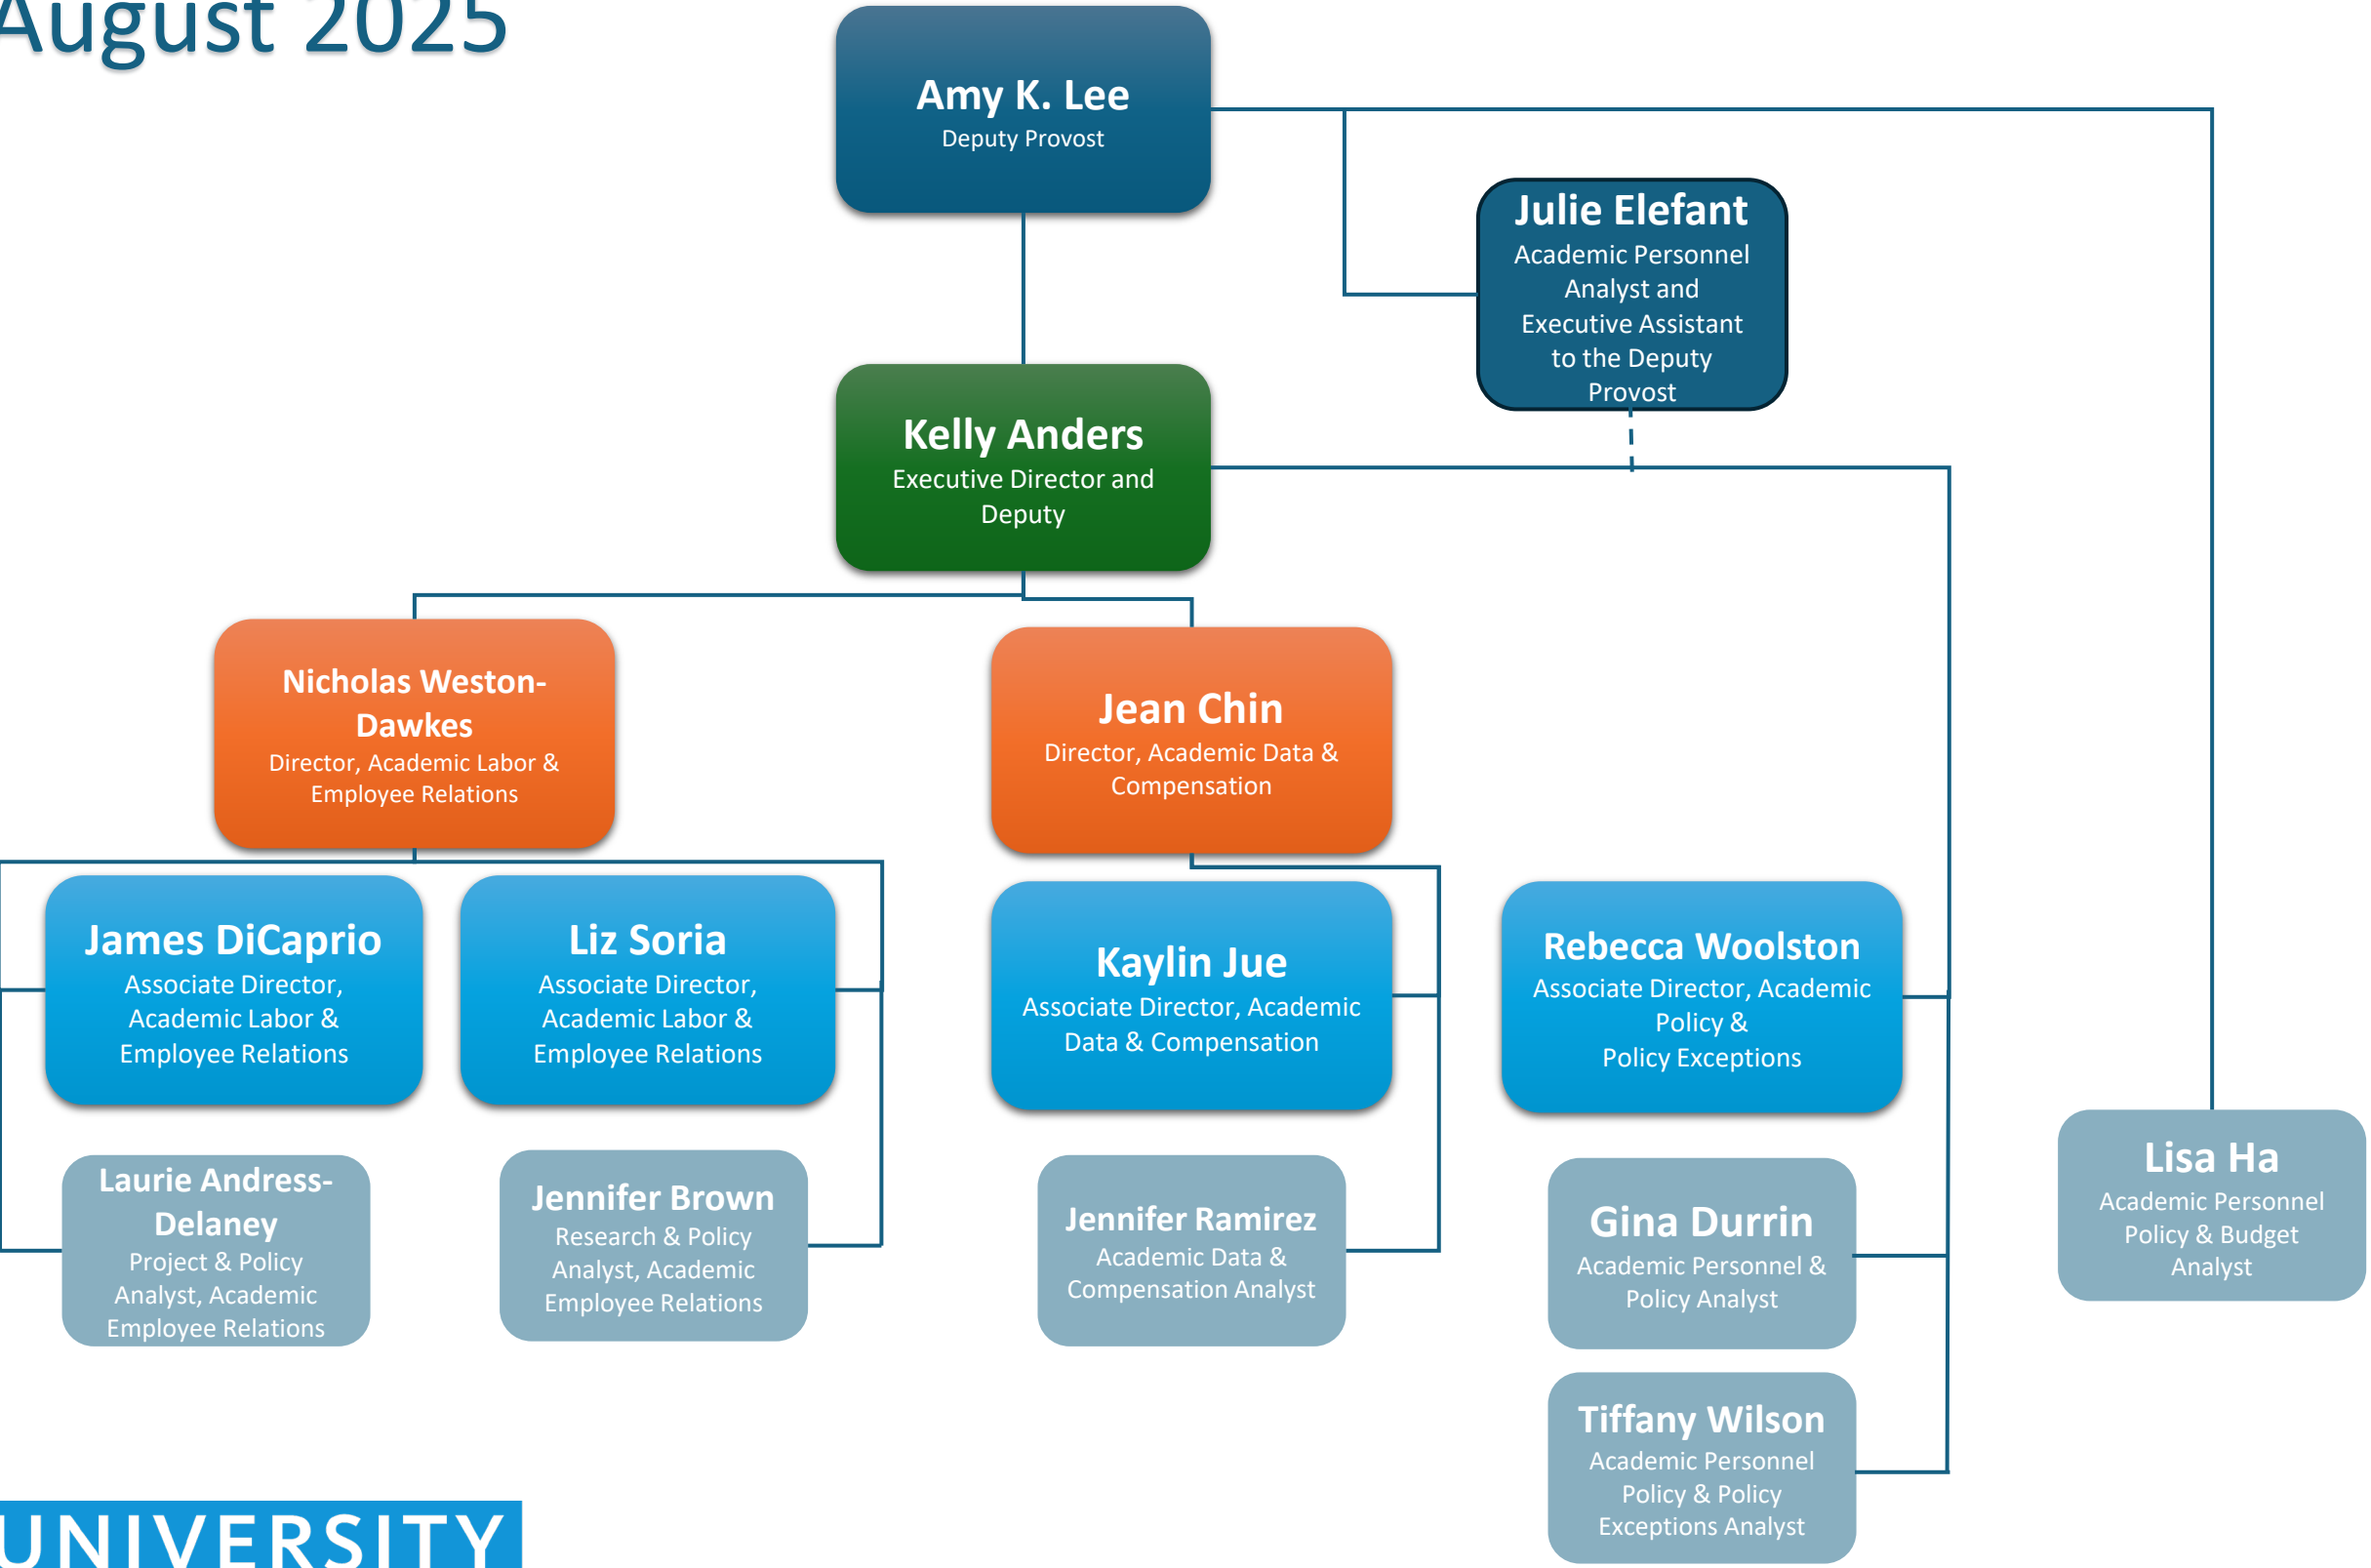 August 2025
Amy K. Lee
Deputy Provost
Julie Elefant
Academic Personnel
Analyst and
Executive Assistant
to the Deputy
Provost
Kelly Anders
Executive Director and
Deputy
Nicholas Weston-
Dawkes
Director, Academic Labor &
Employee Relations
Jean Chin
Director, Academic Data &
Compensation
James DiCaprio
Associate Director,
Academic Labor &
Employee Relations
Liz Soria
Associate Director,
Academic Labor &
Employee Relations
Kaylin Jue
Associate Director, Academic
Data & Compensation
Rebecca Woolston
Associate Director, Academic
Policy &
Policy Exceptions
Laurie Andress-
Delaney
Project & Policy
Analyst, Academic
Employee Relations
Jennifer Brown
Research & Policy
Analyst, Academic
Employee Relations
Jennifer Ramirez
Academic Data &
Compensation Analyst
Gina Durrin
Academic Personnel &
Policy Analyst
Lisa Ha
Academic Personnel
Policy & Budget
Analyst
Tiffany Wilson
Academic Personnel
Policy & Policy
Exceptions Analyst
UNIVERSITY